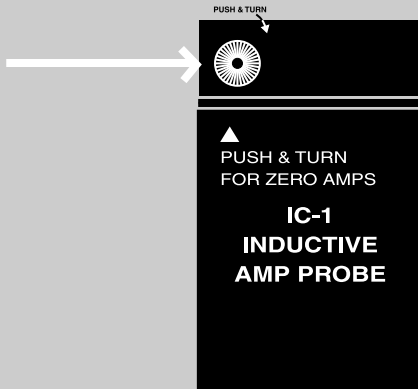 PUSH & TURN
PUSH & TURN
FOR ZERO AMPS
IC-1
INDUCTIVE
AMP PROBE